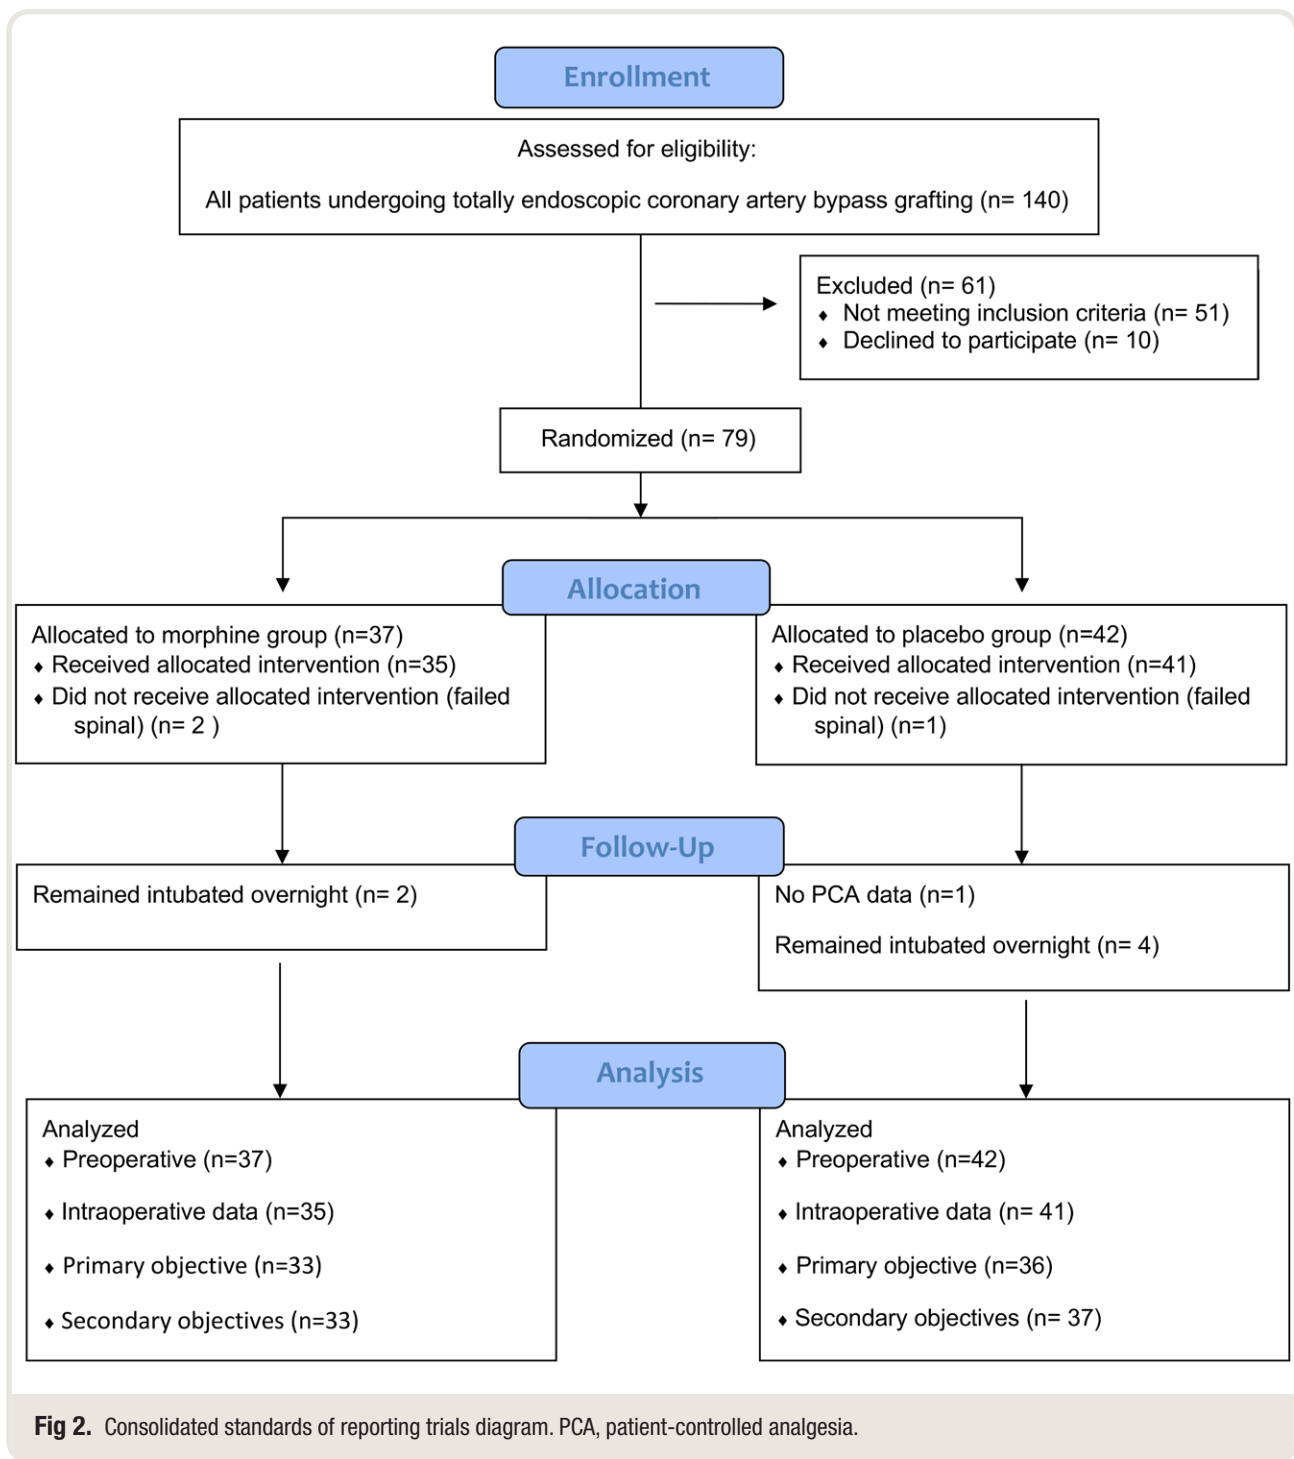 Enrollment
Assessed for eligibility:
All patients undergoing totally endoscopic coronary artery bypass grafting (n= 140)
Excluded (n= 61)
♦ Not meeting inclusion criteria (n= 51)
♦ Declined to participate (n= 10)
Randomized (n= 79)
Allocation
Allocated to morphine group (n=37)
♦ Received allocated intervention (n=35)
♦ Did not receive allocated intervention (failed
spinal) (n= 2 )
Allocated to placebo group (n=42)
♦ Received allocated intervention (n=41)
♦ Did not receive allocated intervention (failed
spinal) (n=1)
Follow-Up
Remained intubated overnight (n= 2)
No PCA data (n=1)
Remained intubated overnight (n= 4)
Analysis
Analyzed
♦ Preoperative (n=37)
♦ Intraoperative data (n=35)
♦ Primary objective (n=33)
♦ Secondary objectives (n=33)
Analyzed
♦ Preoperative (n=42)
♦ Intraoperative data (n= 41)
♦ Primary objective (n=36)
♦ Secondary objectives (n= 37)
Fig 2. Consolidated standards of reporting trials diagram. PCA, patient-controlled analgesia.